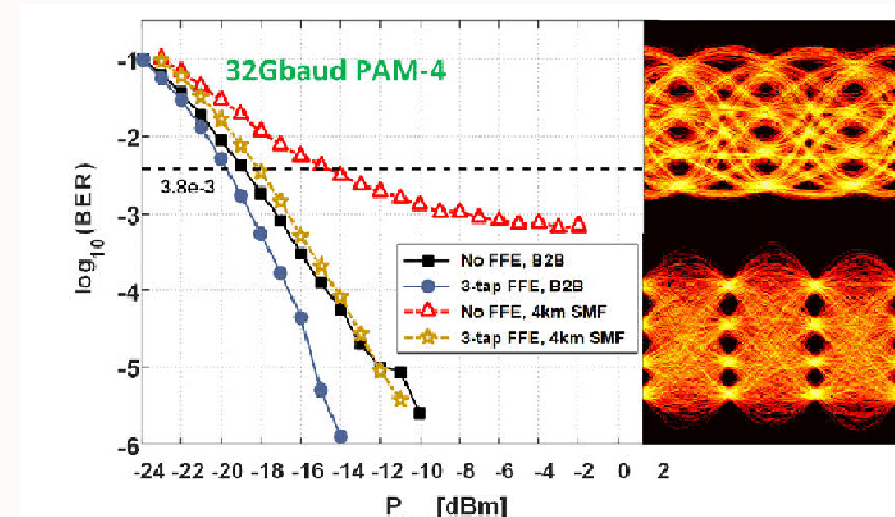 32Gbaud PAM-4
-1
-2
-3
-4
-5
-6
log10(BER)
3.8e-3
No FFE, B2B
3-tap FFE, B2B
No FFE, 4km SMF
3-tap FFE, 4km SMF
-24 -22 -20 -18 -16 -14 -12 -10 -8 -6 -4 -2 0 2
P [dBm]